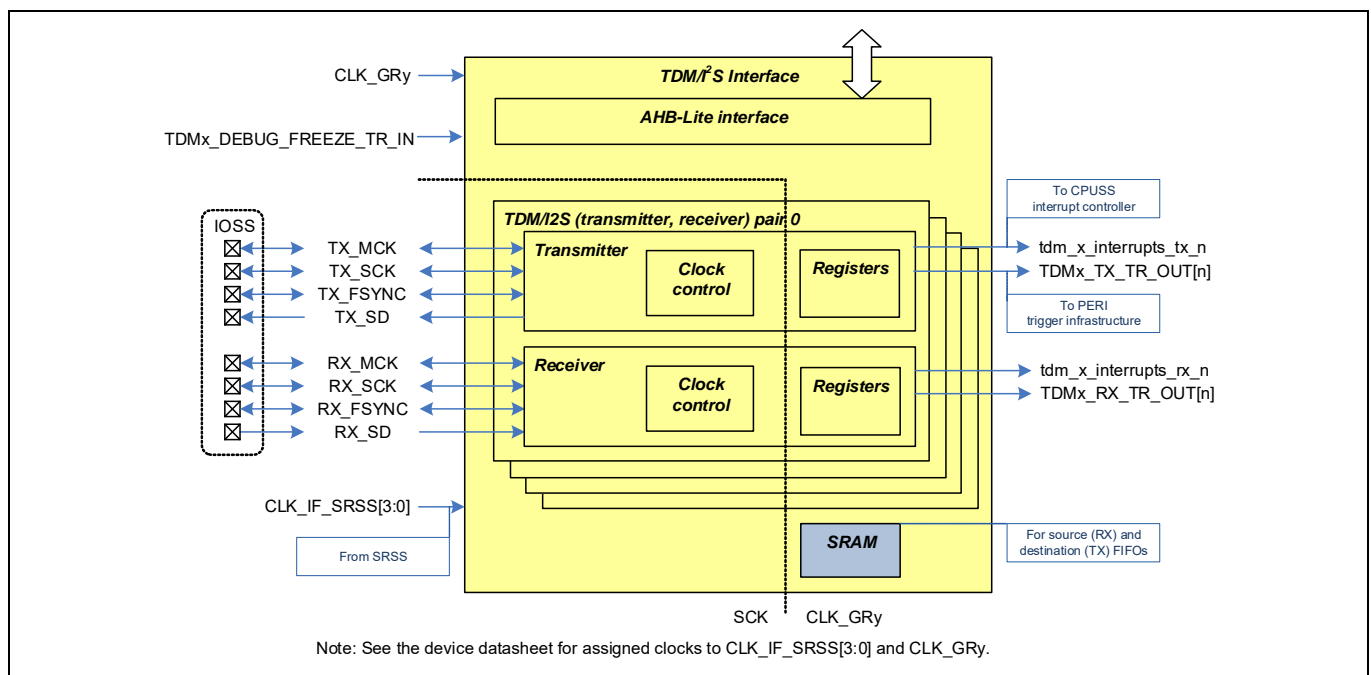 CLK_GRy
TDM/I²S Interface
AHB-Lite interface
TDMx_DEBUG_FREEZE_TR_IN
To CPUSS
interrupt controller
IOSS
TDM/I2S (transmitter, receiver) pair 0
TX_MCK
Transmitter
tdm_x_interrupts_tx_n
TX_SCK
Clock
control
Registers
TDMx_TX_TR_OUT[n]
TX_FSYNC
TX_SD
To PERI
trigger infrastructure
RX_MCK
Receiver
tdm_x_interrupts_rx_n
RX_SCK
Clock
control
Registers
TDMx_RX_TR_OUT[n]
RX_FSYNC
RX_SD
CLK_IF_SRSS[3:0]
From SRSS
SRAM
For source (RX) and
destination (TX) FIFOs
SCK
CLK_GRy
Note: See the device datasheet for assigned clocks to CLK_IF_SRSS[3:0] and CLK_GRy.